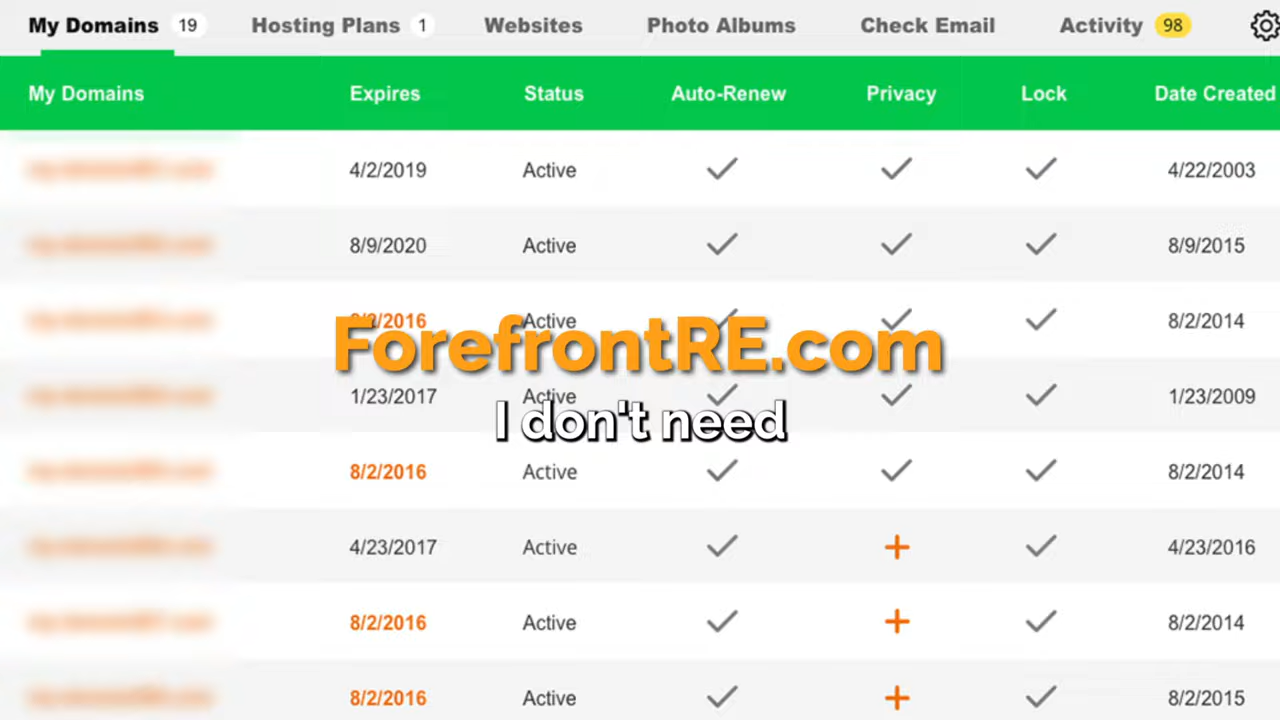 My Domains 19 Hosting Plans 1 Websites Photo Albums Check Email Activity 98
My Domains Expires Status Auto-Renew Privacy Lock Date Created
4/2/2019 Active 4/22/2003
8/9/2020 Active 8/9/2015
8/2/2016 Active 8/2/2014
ForefrontRE.com
1/23/2017 Active 1/23/2009
I don't need
8/2/2016 Active 8/2/2014
4/23/2017 Active 4/23/2016
8/2/2016 Active 8/2/2014
8/2/2016 Active 8/2/2015